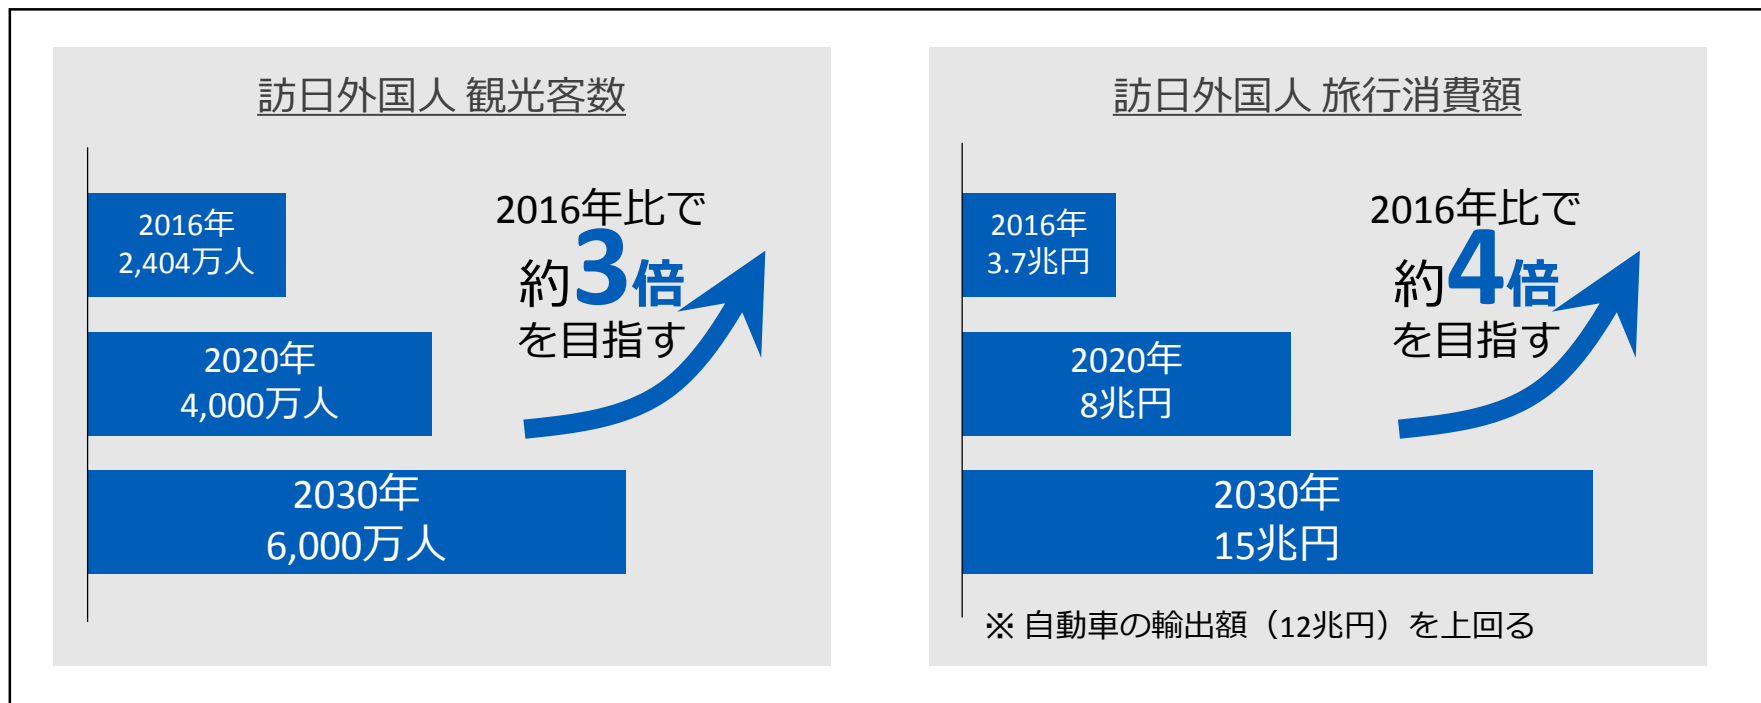 訪日外国人 観光客数
2016年
2,404万人
2020年
4,000万人
2030年
6,000万人
2016年比で
約3倍
を目指す
訪日外国人 旅行消費額
2016年
3.7兆円
2020年
8兆円
2030年
15兆円
2016年比で
約4倍
を目指す
※ 自動車の輸出額（12兆円）を上回る